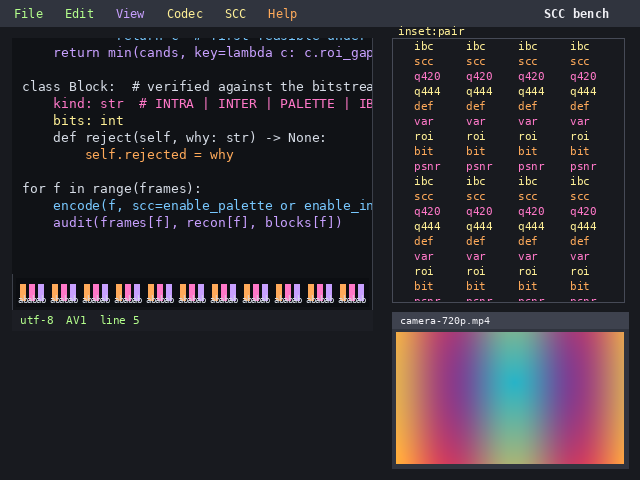 File Edit View Codec SCC Help SCC bench
return min(cands, key=lambda c: c.roi_gap
class Block:  # verified against the bitstrea
kind: str  # INTRA | INTER | PALETTE | IB
bits: int
def reject(self, why: str) -> None:
self.rejected = why
for f in range(frames):
encode(f, scc=enable_palette or enable_in
audit(frames[f], recon[f], blocks[f])
utf-8 AV1 line 5
inset:pair
ibc ibc ibc ibc
scc scc scc scc
q420 q420 q420 q420
q444 q444 q444 q444
def def def def
var var var var
roi roi roi roi
bit bit bit bit
psnr psnr psnr psnr
ibc ibc ibc ibc
scc scc scc scc
q420 q420 q420 q420
q444 q444 q444 q444
def def def def
var var var var
roi roi roi roi
bit bit bit bit
psnr psnr psnr psnr
camera-720p.mp4